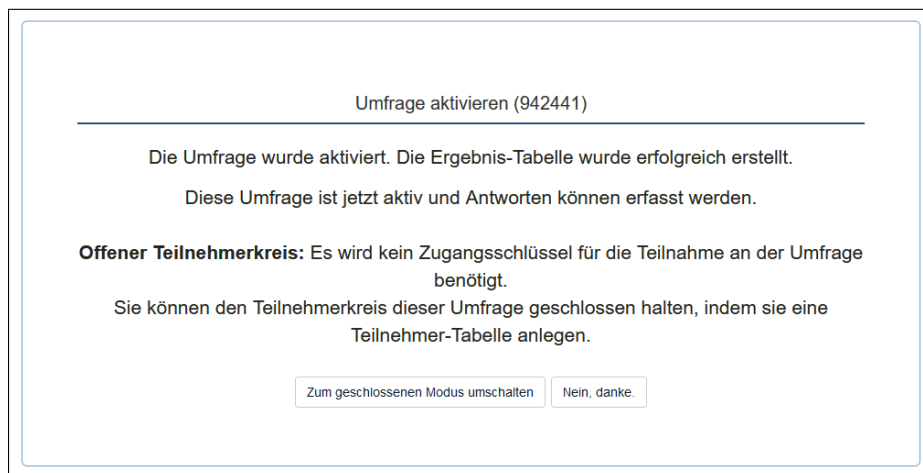 Umfrage aktivieren (942441)
Die Umfrage wurde aktiviert. Die Ergebnis-Tabelle wurde erfolgreich erstellt.
Diese Umfrage ist jetzt aktiv und Antworten können erfasst werden.
Offener Teilnehmerkreis: Es wird kein Zugangsschlüssel für die Teilnahme an der Umfrage
benötigt.
Sie können den Teilnehmerkreis dieser Umfrage geschlossen halten, indem sie eine
Teilnehmer-Tabelle anlegen.
Zum geschlossenen Modus umschalten Nein, danke.